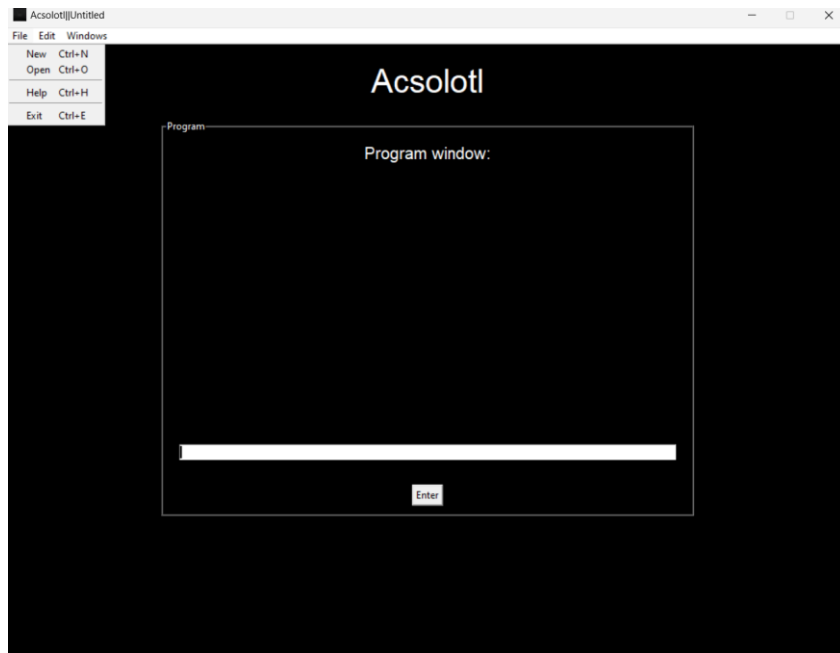 Acsolotl||Untitled
File Edit Windows
New Ctrl+N
Open Ctrl+O
Help Ctrl+H
Exit Ctrl+E
Acsolotl
Program
Program window:
Enter